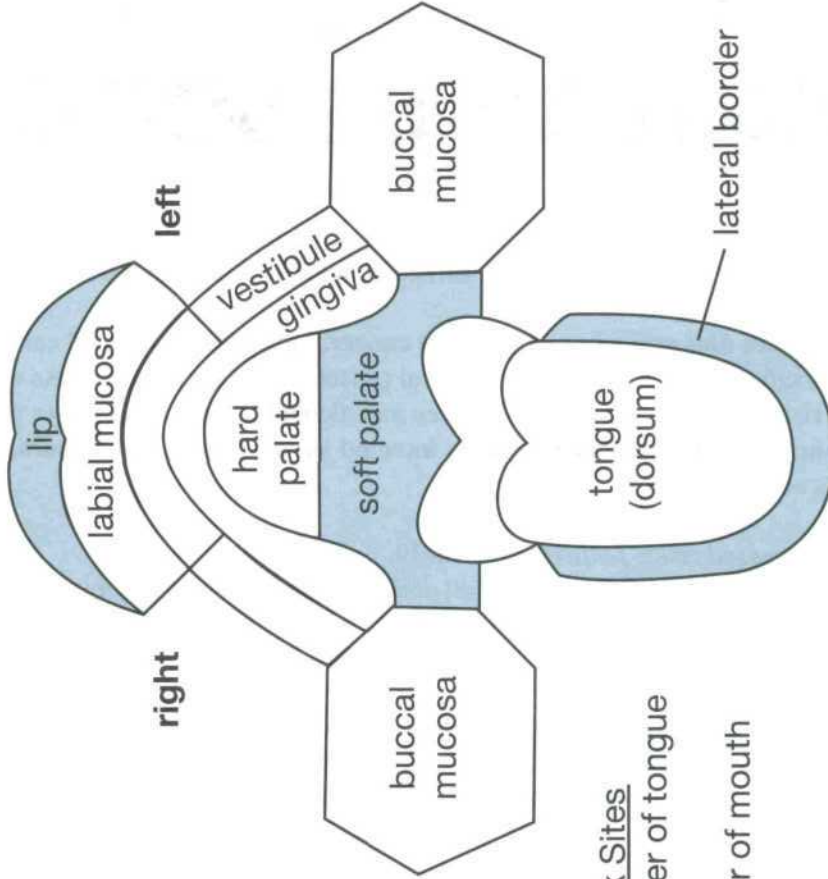 lip
labial mucosa
right
left
vestibule
gingiva
hard
palate
soft palate
buccal
mucosa
buccal
mucosa
tongue
(dorsum)
lateral border
Sites
of tongue
of mouth